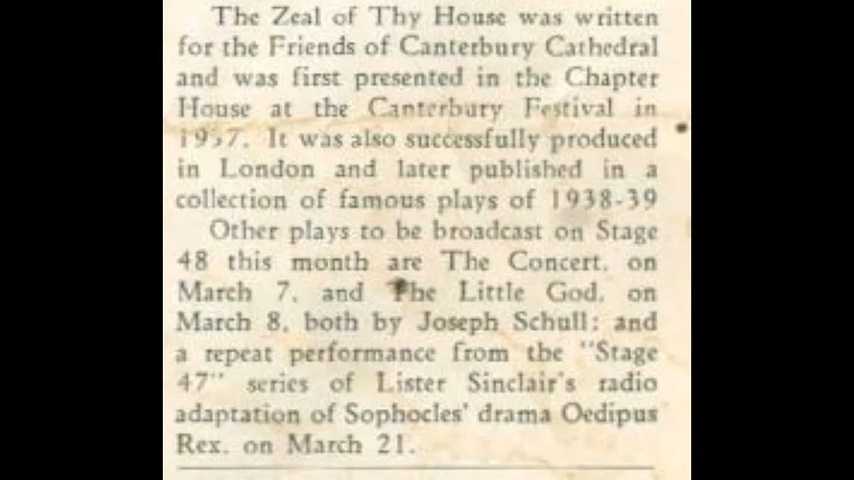 The Zeal of Thy House was written
for the Friends of Canterbury Cathedral
and was first presented in the Chapter
House at the Canterbury Festival in
1937. It was also successfully produced
in London and later published in a
collection of famous plays of 1938-39
Other plays to be broadcast on Stage
48 this month are The Concert, on
March 7, and The Little God, on
March 8, both by Joseph Schull; and
a repeat performance from the "Stage
47" series of Lister Sinclair's radio
adaptation of Sophocles' drama Oedipus
Rex, on March 21.